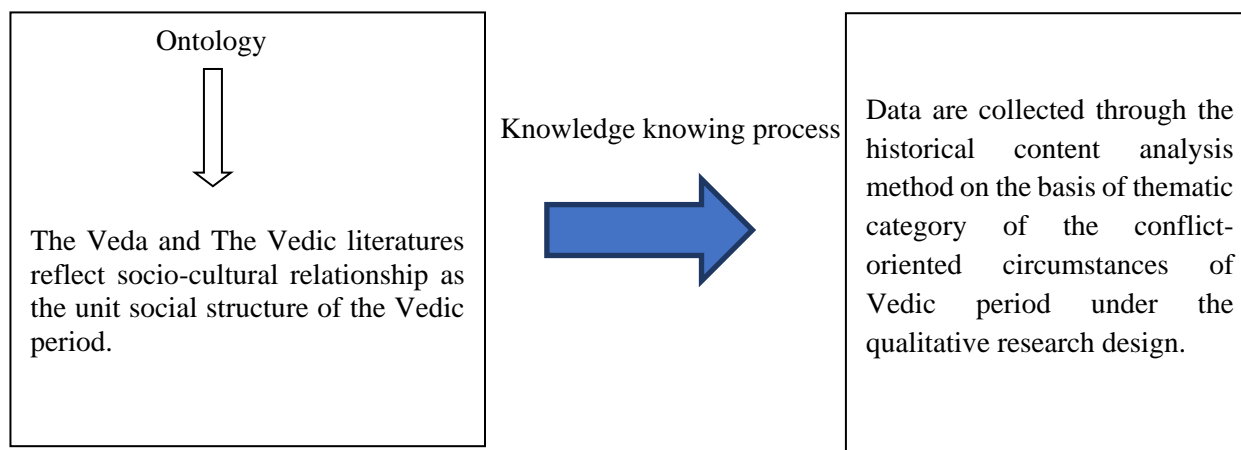 Ontology
The Veda and The Vedic literatures
reflect socio-cultural relationship as
the unit social structure of the Vedic
period.
Knowledge knowing process
Data are collected through the
historical content analysis
method on the basis of thematic
category of the conflict-
oriented circumstances of
Vedic period under the
qualitative research design.